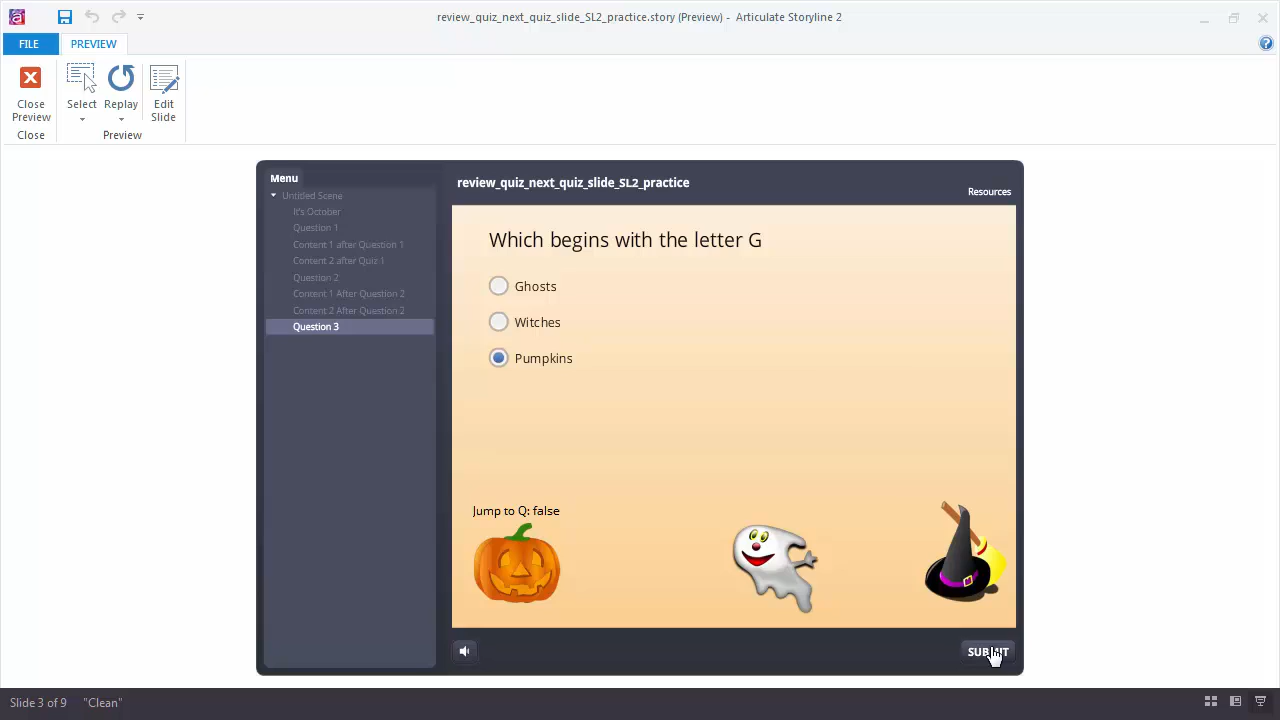 review_quiz_next_quiz_slide_SL2_practice.story (Preview) - Articulate Storyline 2
FILE
PREVIEW
Close Preview
Select
Replay
Edit Slide
Close
Preview
Menu
Untitled Scene
It's October
Question 1
Content 1 after Question 1
Content 2 after Quiz 1
Question 2
Content 1 After Question 2
Content 2 After Question 2
Question 3
review_quiz_next_quiz_slide_SL2_practice
Resources
Which begins with the letter G
Ghosts
Witches
Pumpkins
Jump to Q: false
SUBMIT
Slide 3 of 9
"Clean"